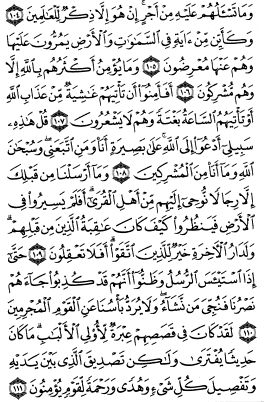 وَمَا تَسْـَٔلُهُمْ عَلَيْهِ مِنْ أَجْرٍ ۚ إِنْ هُوَ إِلَّا ذِكْرٌ لِّلْعَـٰلَمِينَ ١٠٤
وَكَأَيِّن مِّنْ ءَايَةٍ فِى ٱلسَّمَـٰوَٰتِ وَٱلْأَرْضِ يَمُرُّونَ عَلَيْهَا
وَهُمْ عَنْهَا مُعْرِضُونَ ١٠٥ وَمَا يُؤْمِنُ أَكْثَرُهُم بِٱللَّهِ إِلَّا
وَهُم مُّشْرِكُونَ ١٠٦ أَفَأَمِنُوٓا۟ أَن تَأْتِيَهُمْ غَـٰشِيَةٌ مِّنْ عَذَابِ ٱللَّهِ
أَوْ تَأْتِيَهُمُ ٱلسَّاعَةُ بَغْتَةً وَهُمْ لَا يَشْعُرُونَ ١٠٧ قُلْ هَـٰذِهِۦ
سَبِيلِىٓ أَدْعُوٓا۟ إِلَى ٱللَّهِ ۚ عَلَىٰ بَصِيرَةٍ أَنَا۠ وَمَنِ ٱتَّبَعَنِى ۖ وَسُبْحَـٰنَ
ٱللَّهِ وَمَآ أَنَا۠ مِنَ ٱلْمُشْرِكِينَ ١٠٨ وَمَآ أَرْسَلْنَا مِن قَبْلِكَ
إِلَّا رِجَالًا نُّوحِىٓ إِلَيْهِم مِّنْ أَهْلِ ٱلْقُرَىٰٓ ۗ أَفَلَمْ يَسِيرُوا۟ فِى
ٱلْأَرْضِ فَيَنظُرُوا۟ كَيْفَ كَانَ عَـٰقِبَةُ ٱلَّذِينَ مِن قَبْلِهِمْ ۗ
وَلَدَارُ ٱلْـَٔاخِرَةِ خَيْرٌ لِّلَّذِينَ ٱتَّقَوْا۟ ۗ أَفَلَا تَعْقِلُونَ ١٠٩ حَتَّىٰٓ
إِذَا ٱسْتَيْـَٔسَ ٱلرُّسُلُ وَظَنُّوٓا۟ أَنَّهُمْ قَدْ كُذِبُوا۟ جَآءَهُمْ
نَصْرُنَا فَنُجِّىَ مَن نَّشَآءُ ۖ وَلَا يُرَدُّ بَأْسُنَا عَنِ ٱلْقَوْمِ ٱلْمُجْرِمِينَ
١١٠ لَقَدْ كَانَ فِى قَصَصِهِمْ عِبْرَةٌ لِّأُو۟لِى ٱلْأَلْبَـٰبِ ۗ مَا كَانَ
حَدِيثًا يُفْتَرَىٰ وَلَـٰكِن تَصْدِيقَ ٱلَّذِى بَيْنَ يَدَيْهِ
وَتَفْصِيلَ كُلِّ شَىْءٍ وَهُدًى وَرَحْمَةً لِّقَوْمٍ يُؤْمِنُونَ ١١١